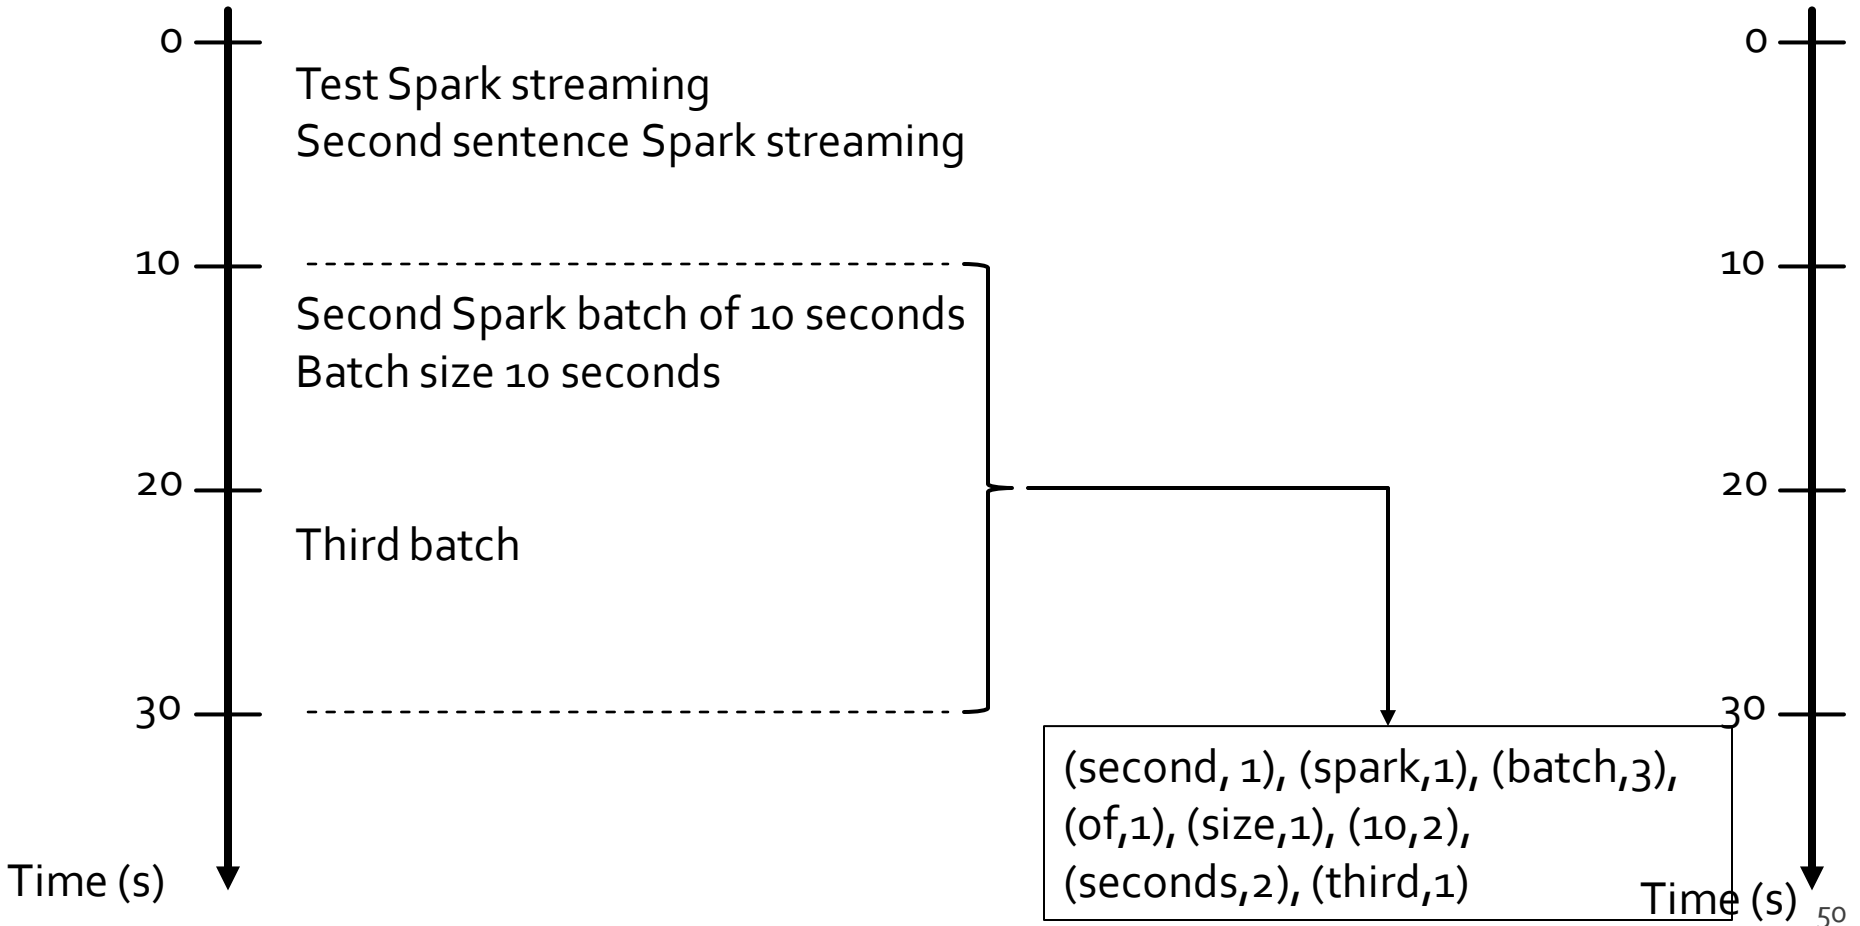 0
Test Spark streaming
Second sentence Spark streaming
10
Second Spark batch of 10 seconds
Batch size 10 seconds
20
Third batch
30
Time (s)
0
10
20
30
(second, 1), (spark,1), (batch,3),
(of,1), (size,1), (10,2),
(seconds,2), (third,1)
Time (s)
50